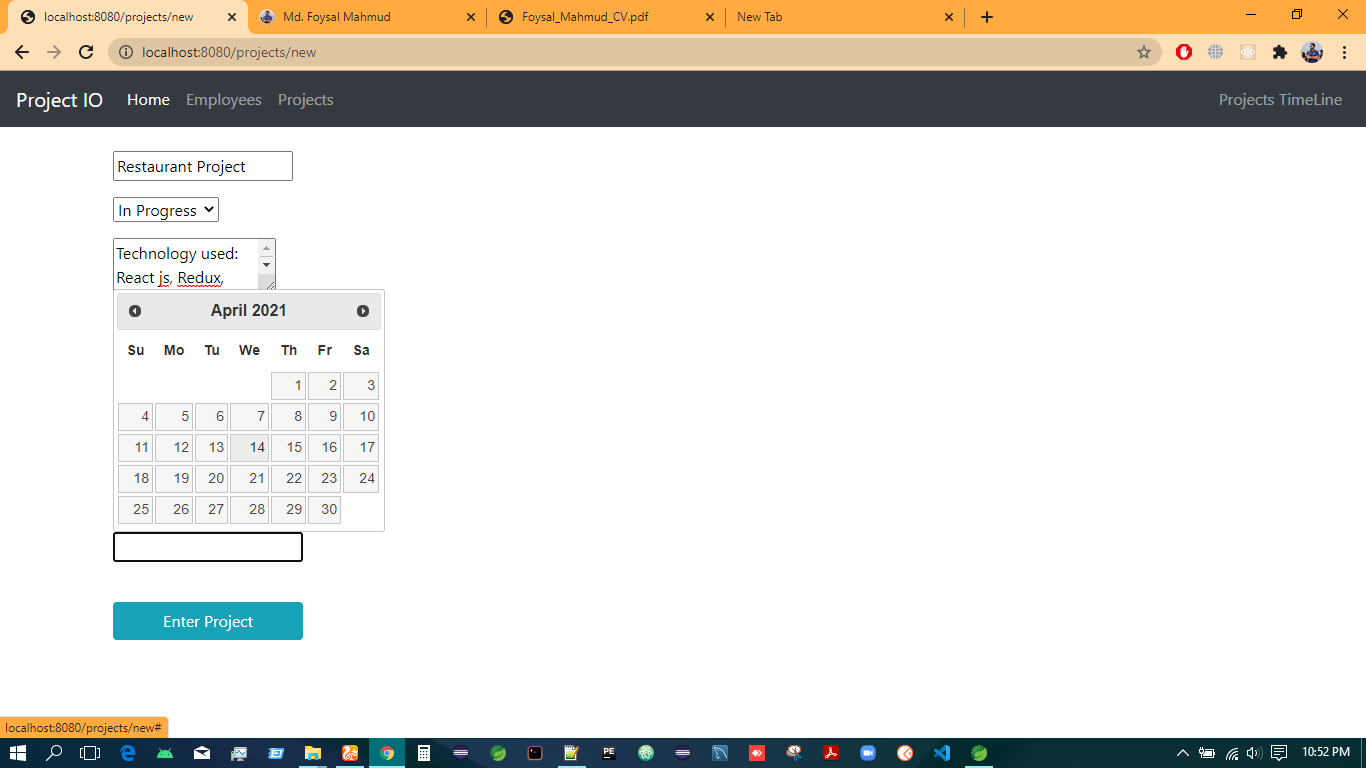 localhost:8080/projects/new
Md. Foysal Mahmud
Foysal_Mahmud_CV.pdf
New Tab
localhost:8080/projects/new
Project IO
Home
Employees
Projects
Projects TimeLine
Restaurant Project
In Progress
Technology used:
React js, Redux,
April 2021
Su Mo Tu We Th Fr Sa
1 2 3
4 5 6 7 8 9 10
11 12 13 14 15 16 17
18 19 20 21 22 23 24
25 26 27 28 29 30
Enter Project
localhost:8080/projects/new#
PE
10:52 PM